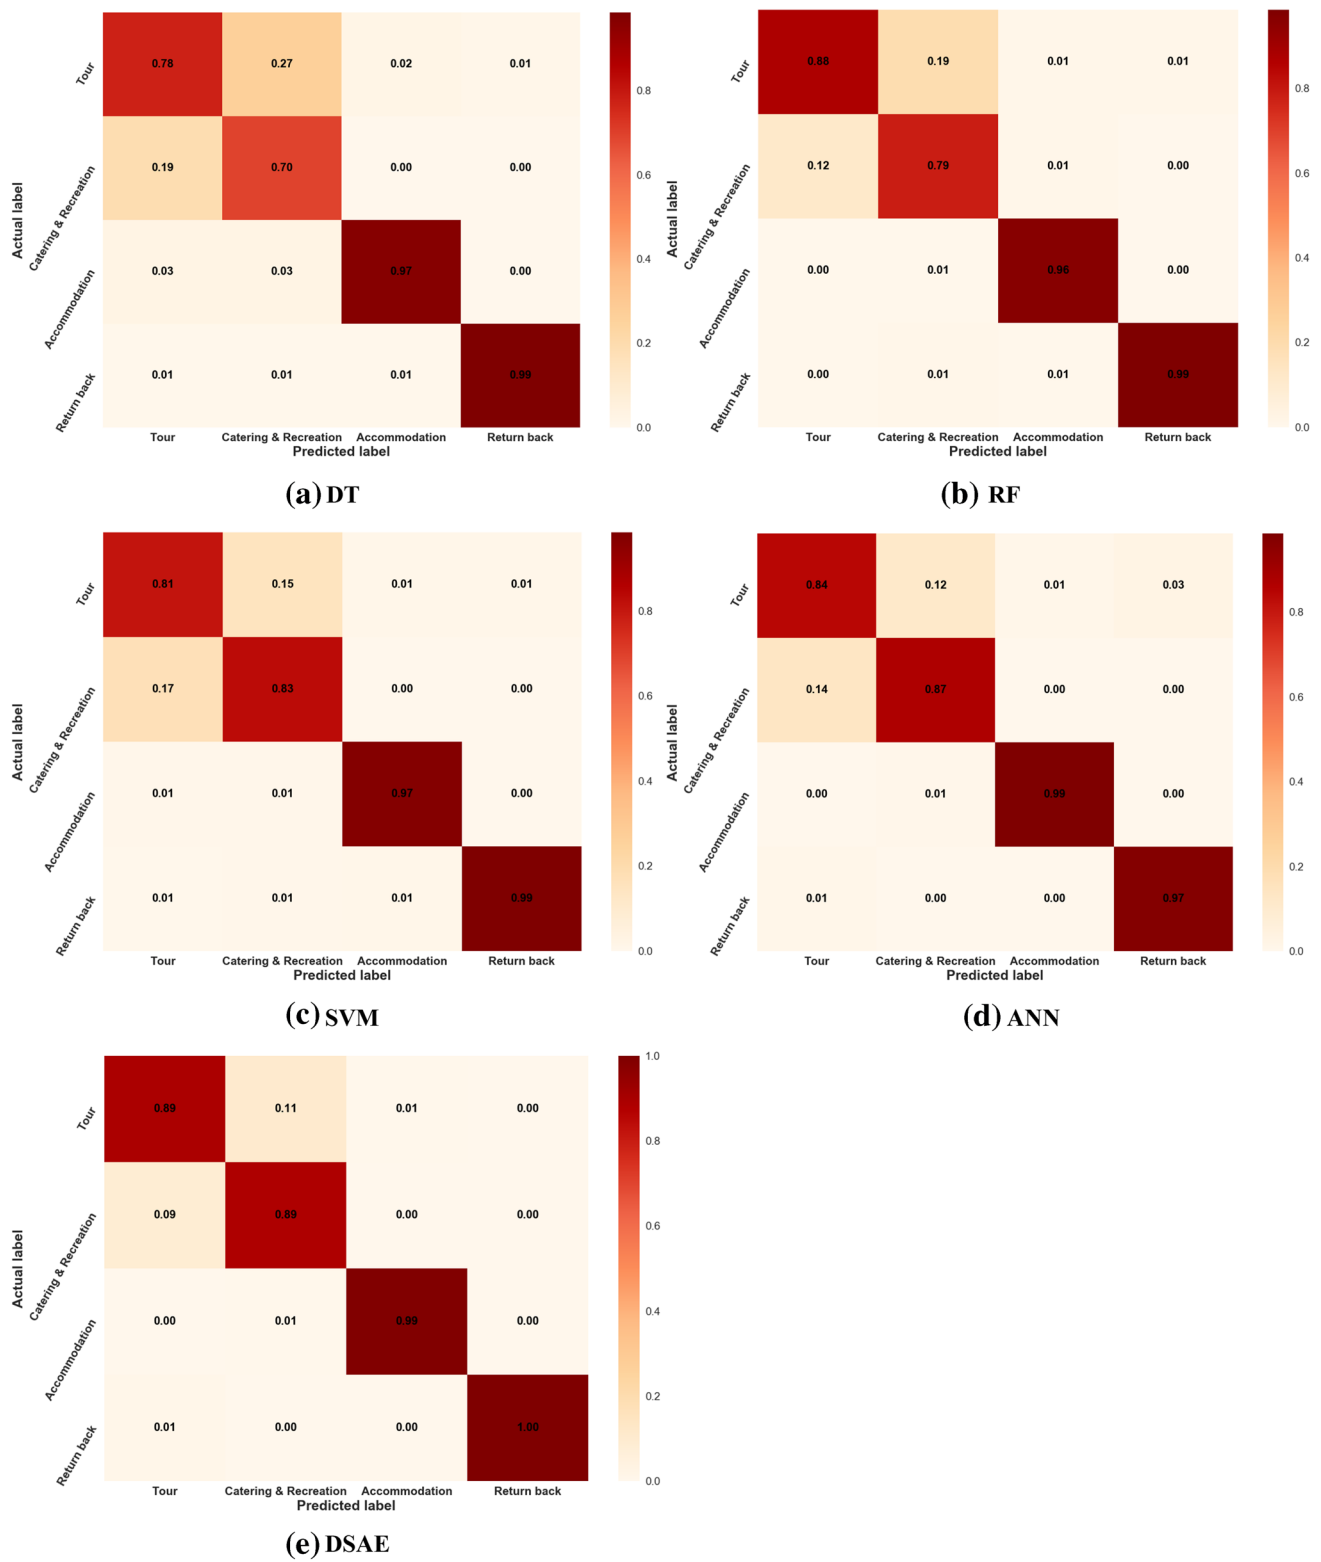 Actual label
Tour
0.78 0.27 0.02 0.01
Catering & Recreation
0.19 0.70 0.00 0.00
Accommodation
0.03 0.03 0.97 0.00
Return back
0.01 0.01 0.01 0.99
Tour Catering & Recreation Accommodation Return back
Predicted label
0.8
0.6
0.4
0.2
0.0
(a) DT
Actual label
Tour
0.88 0.19 0.01 0.01
Catering & Recreation
0.12 0.79 0.01 0.00
Accommodation
0.00 0.01 0.96 0.00
Return back
0.00 0.01 0.01 0.99
Tour Catering & Recreation Accommodation Return back
Predicted label
0.8
0.6
0.4
0.2
0.0
(b) RF
Actual label
Tour
0.81 0.15 0.01 0.01
Catering & Recreation
0.17 0.83 0.00 0.00
Accommodation
0.01 0.01 0.97 0.00
Return back
0.01 0.01 0.01 0.99
Tour Catering & Recreation Accommodation Return back
Predicted label
0.8
0.6
0.4
0.2
0.0
(c) SVM
Actual label
Tour
0.84 0.12 0.01 0.03
Catering & Recreation
0.14 0.87 0.00 0.00
Accommodation
0.00 0.01 0.99 0.00
Return back
0.01 0.00 0.00 0.97
Tour Catering & Recreation Accommodation Return back
Predicted label
0.8
0.6
0.4
0.2
0.0
(d) ANN
Actual label
Tour
0.89 0.11 0.01 0.00
Catering & Recreation
0.09 0.89 0.00 0.00
Accommodation
0.00 0.01 0.99 0.00
Return back
0.01 0.00 0.00 1.00
Tour Catering & Recreation Accommodation Return back
Predicted label
1.0
0.8
0.6
0.4
0.2
0.0
(e) DSAE